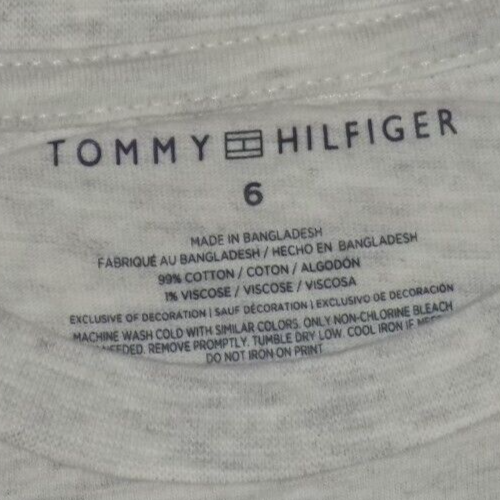 TOMMY HILFIGER
6
MADE IN BANGLADESH
FABRIQUÉ AU BANGLADESH / HECHO EN BANGLADESH
99% COTTON / COTON / ALGODÓN
1% VISCOSE / VISCOSE / VISCOSA
EXCLUSIVE OF DECORATION | SAUF DÉCORATION | EXCLUSIVO DE DECORACIÓN
MACHINE WASH COLD WITH SIMILAR COLORS. ONLY NON-CHLORINE BLEACH
REMOVE PROMPTLY. TUMBLE DRY LOW. COOL IRON IF
DO NOT IRON ON PRINT